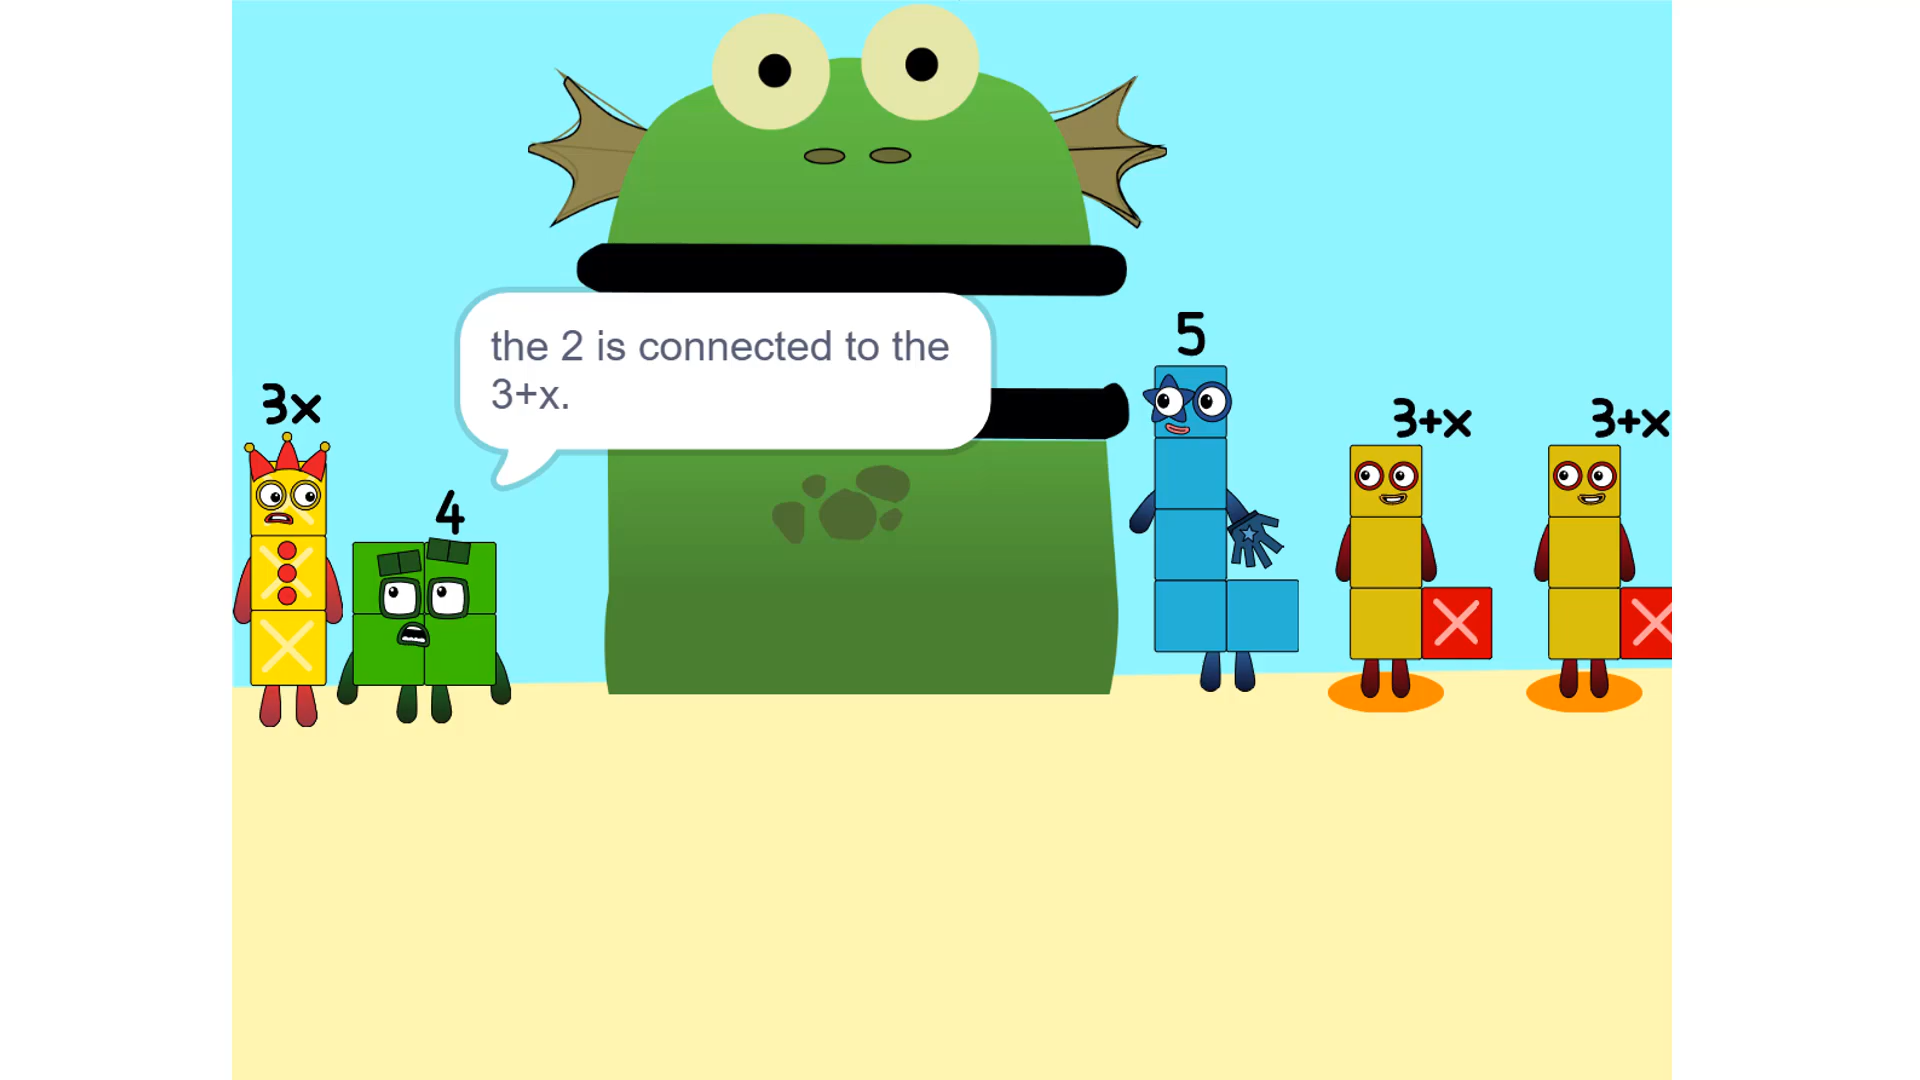 the 2 is connected to the
3+x.
5
3x
3+x
3+x
4